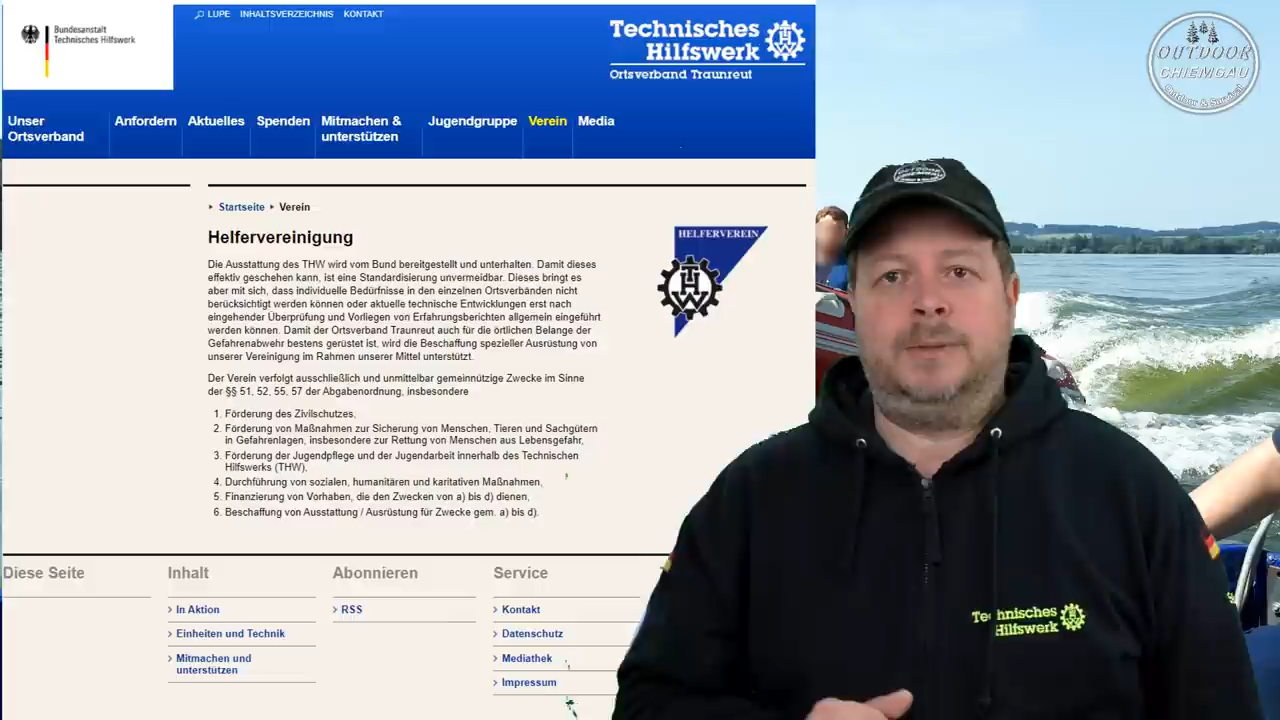 Bundesanstalt
Technisches Hilfswerk
LUPE INHALTSVERZEICHNIS KONTAKT
Technisches
Hilfswerk
THW
Ortsverband Traunreut
OUTDOOR
CHIEMGAU
Outdoor & Survival
Unser
Ortsverband
Anfordern
Aktuelles
Spenden
Mitmachen &
unterstützen
Jugendgruppe
Verein
Media
Startseite Verein
Helfervereinigung
HELFERVEREIN
THW
Die Ausstattung des THW wird vom Bund bereitgestellt und unterhalten. Damit dieses
effektiv geschehen kann, ist eine Standardisierung unvermeidbar. Dieses bringt es
aber mit sich, dass individuelle Bedürfnisse in den einzelnen Ortsverbänden nicht
berücksichtigt werden können oder aktuelle technische Entwicklungen erst nach
eingehender Überprüfung und Vorliegen von Erfahrungsberichten allgemein eingeführt
werden können. Damit der Ortsverband Traunreut auch für die örtlichen Belange der
Gefahrenabwehr bestens gerüstet ist, wird die Beschaffung spezieller Ausrüstung von
unserer Vereinigung im Rahmen unserer Mittel unterstützt.
Der Verein verfolgt ausschließlich und unmittelbar gemeinnützige Zwecke im Sinne
der §§ 51, 52, 55, 57 der Abgabenordnung, insbesondere
1. Förderung des Zivilschutzes,
2. Förderung von Maßnahmen zur Sicherung von Menschen, Tieren und Sachgütern
in Gefahrenlagen, insbesondere zur Rettung von Menschen aus Lebensgefahr,
3. Förderung der Jugendpflege und der Jugendarbeit innerhalb des Technischen
Hilfswerks (THW),
4. Durchführung von sozialen, humanitären und karitativen Maßnahmen,
5. Finanzierung von Vorhaben, die den Zwecken von a) bis d) dienen,
6. Beschaffung von Ausstattung / Ausrüstung für Zwecke gem. a) bis d).
Diese Seite
Inhalt
In Aktion
Einheiten und Technik
Mitmachen und
unterstützen
Abonnieren
RSS
Service
Kontakt
Datenschutz
Mediathek
Impressum
OUTDOOR
CHIEMGAU
Technisches
Hilfswerk